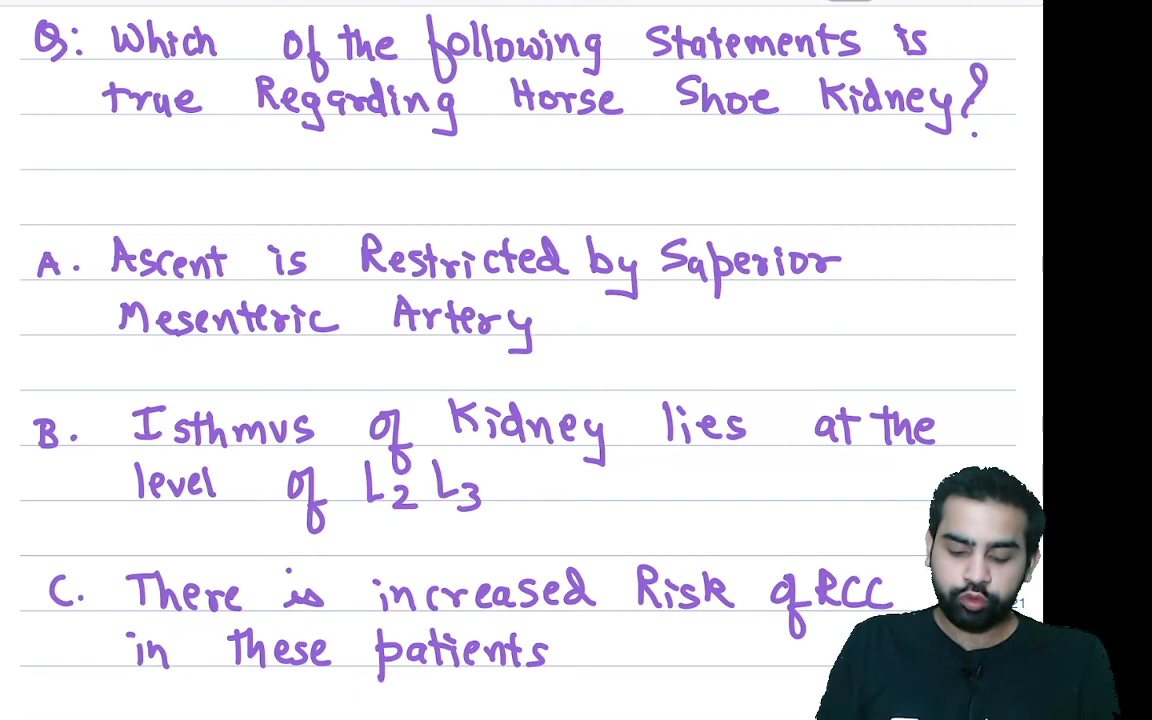 Q: Which of the following Statements is
true Regarding Horse Shoe Kidney?
A. Ascent is Restricted by Superior
Mesenteric Artery
B. Isthmus of Kidney lies at the
level of L2 L3
C. There is increased Risk of RCC
in these patients
21